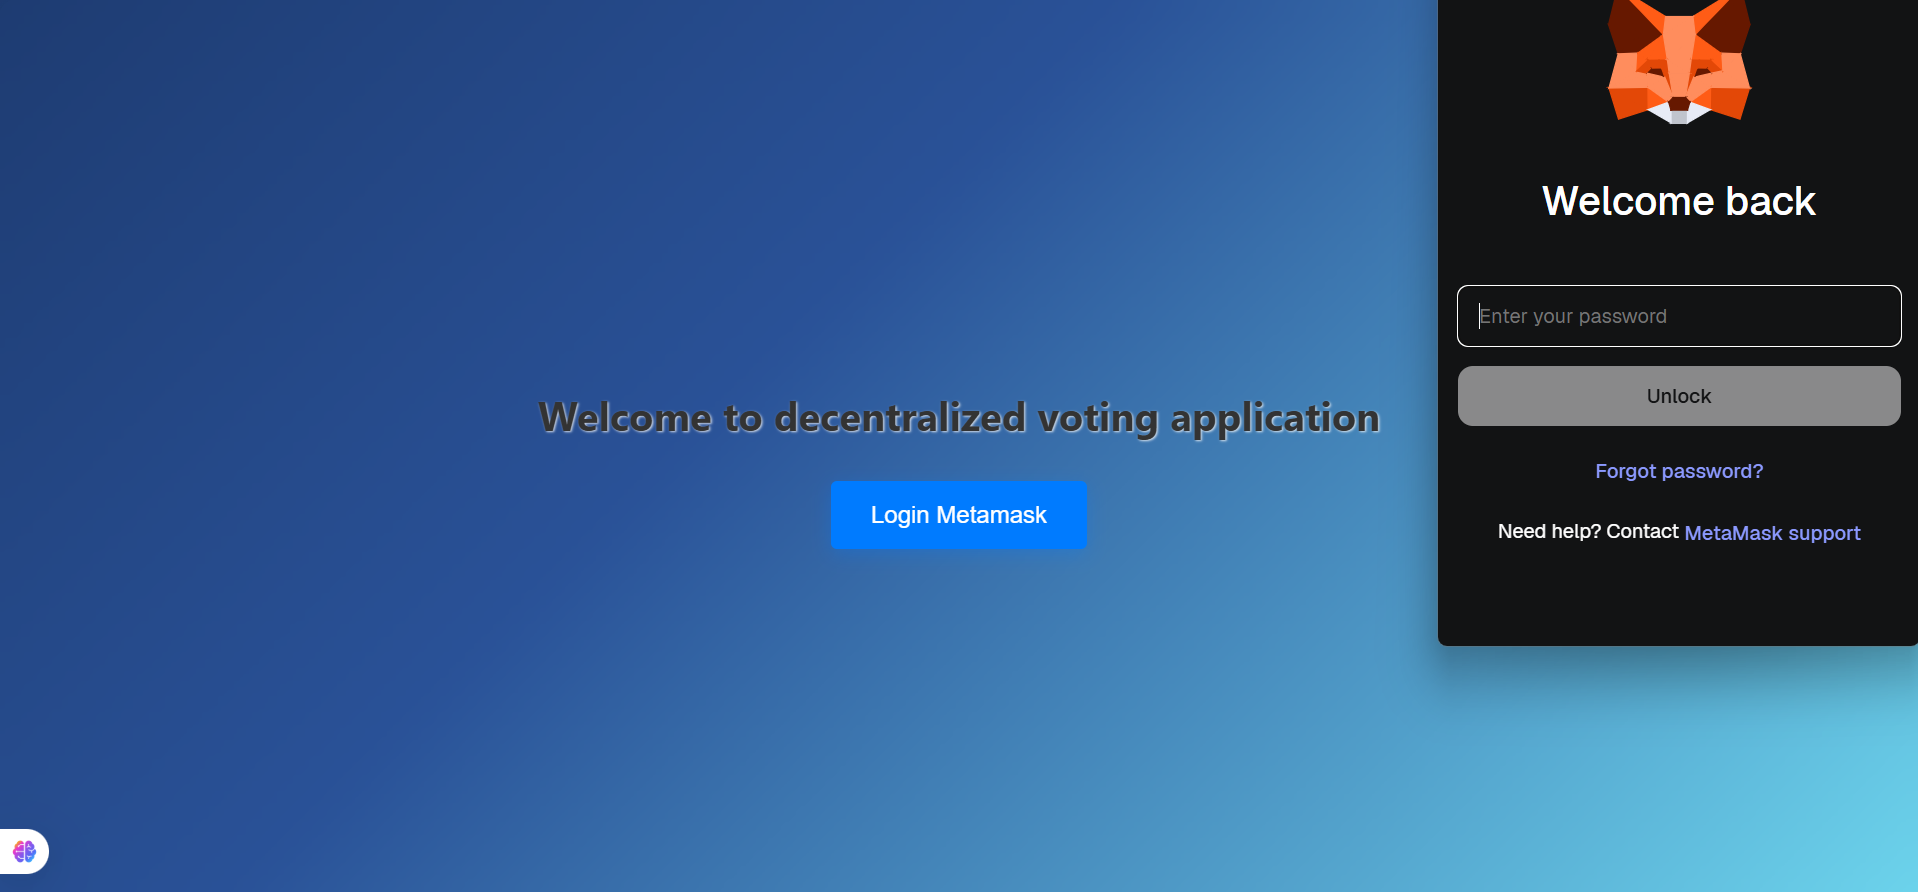 Welcome to decentralized voting application
Login Metamask
Welcome back
Enter your password
Unlock
Forgot password?
Need help? Contact MetaMask support